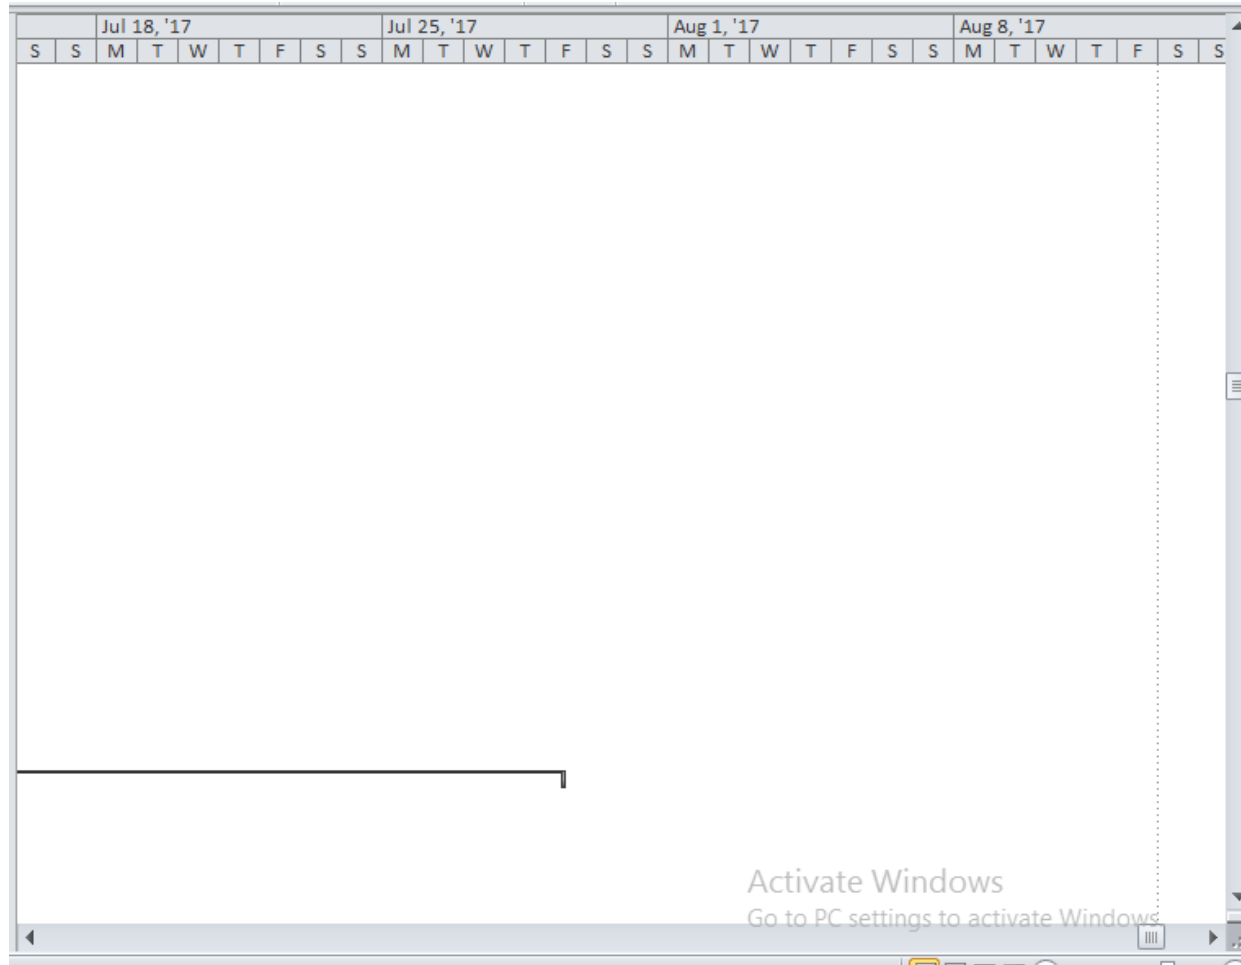 Jul 18, '17 Jul 25, '17 Aug 1, '17 Aug 8, '17
S S M T W T F S S M T W T F S S M T W T F S S M T W T F S S
Activate Windows
Go to PC settings to activate Windows.